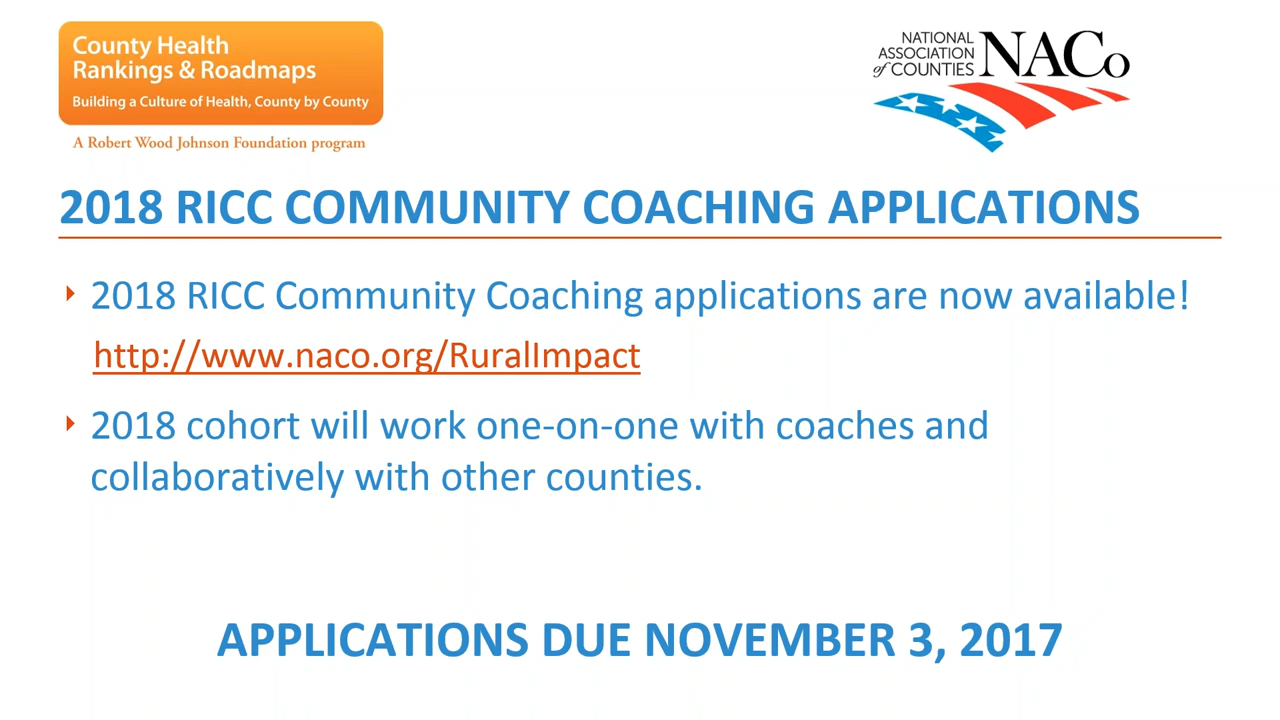 County Health
Rankings & Roadmaps
Building a Culture of Health, County by County
A Robert Wood Johnson Foundation program
NATIONAL
ASSOCIATION
of COUNTIES
NACo
2018 RICC COMMUNITY COACHING APPLICATIONS
2018 RICC Community Coaching applications are now available!
http://www.naco.org/RuralImpact
2018 cohort will work one-on-one with coaches and
collaboratively with other counties.
APPLICATIONS DUE NOVEMBER 3, 2017